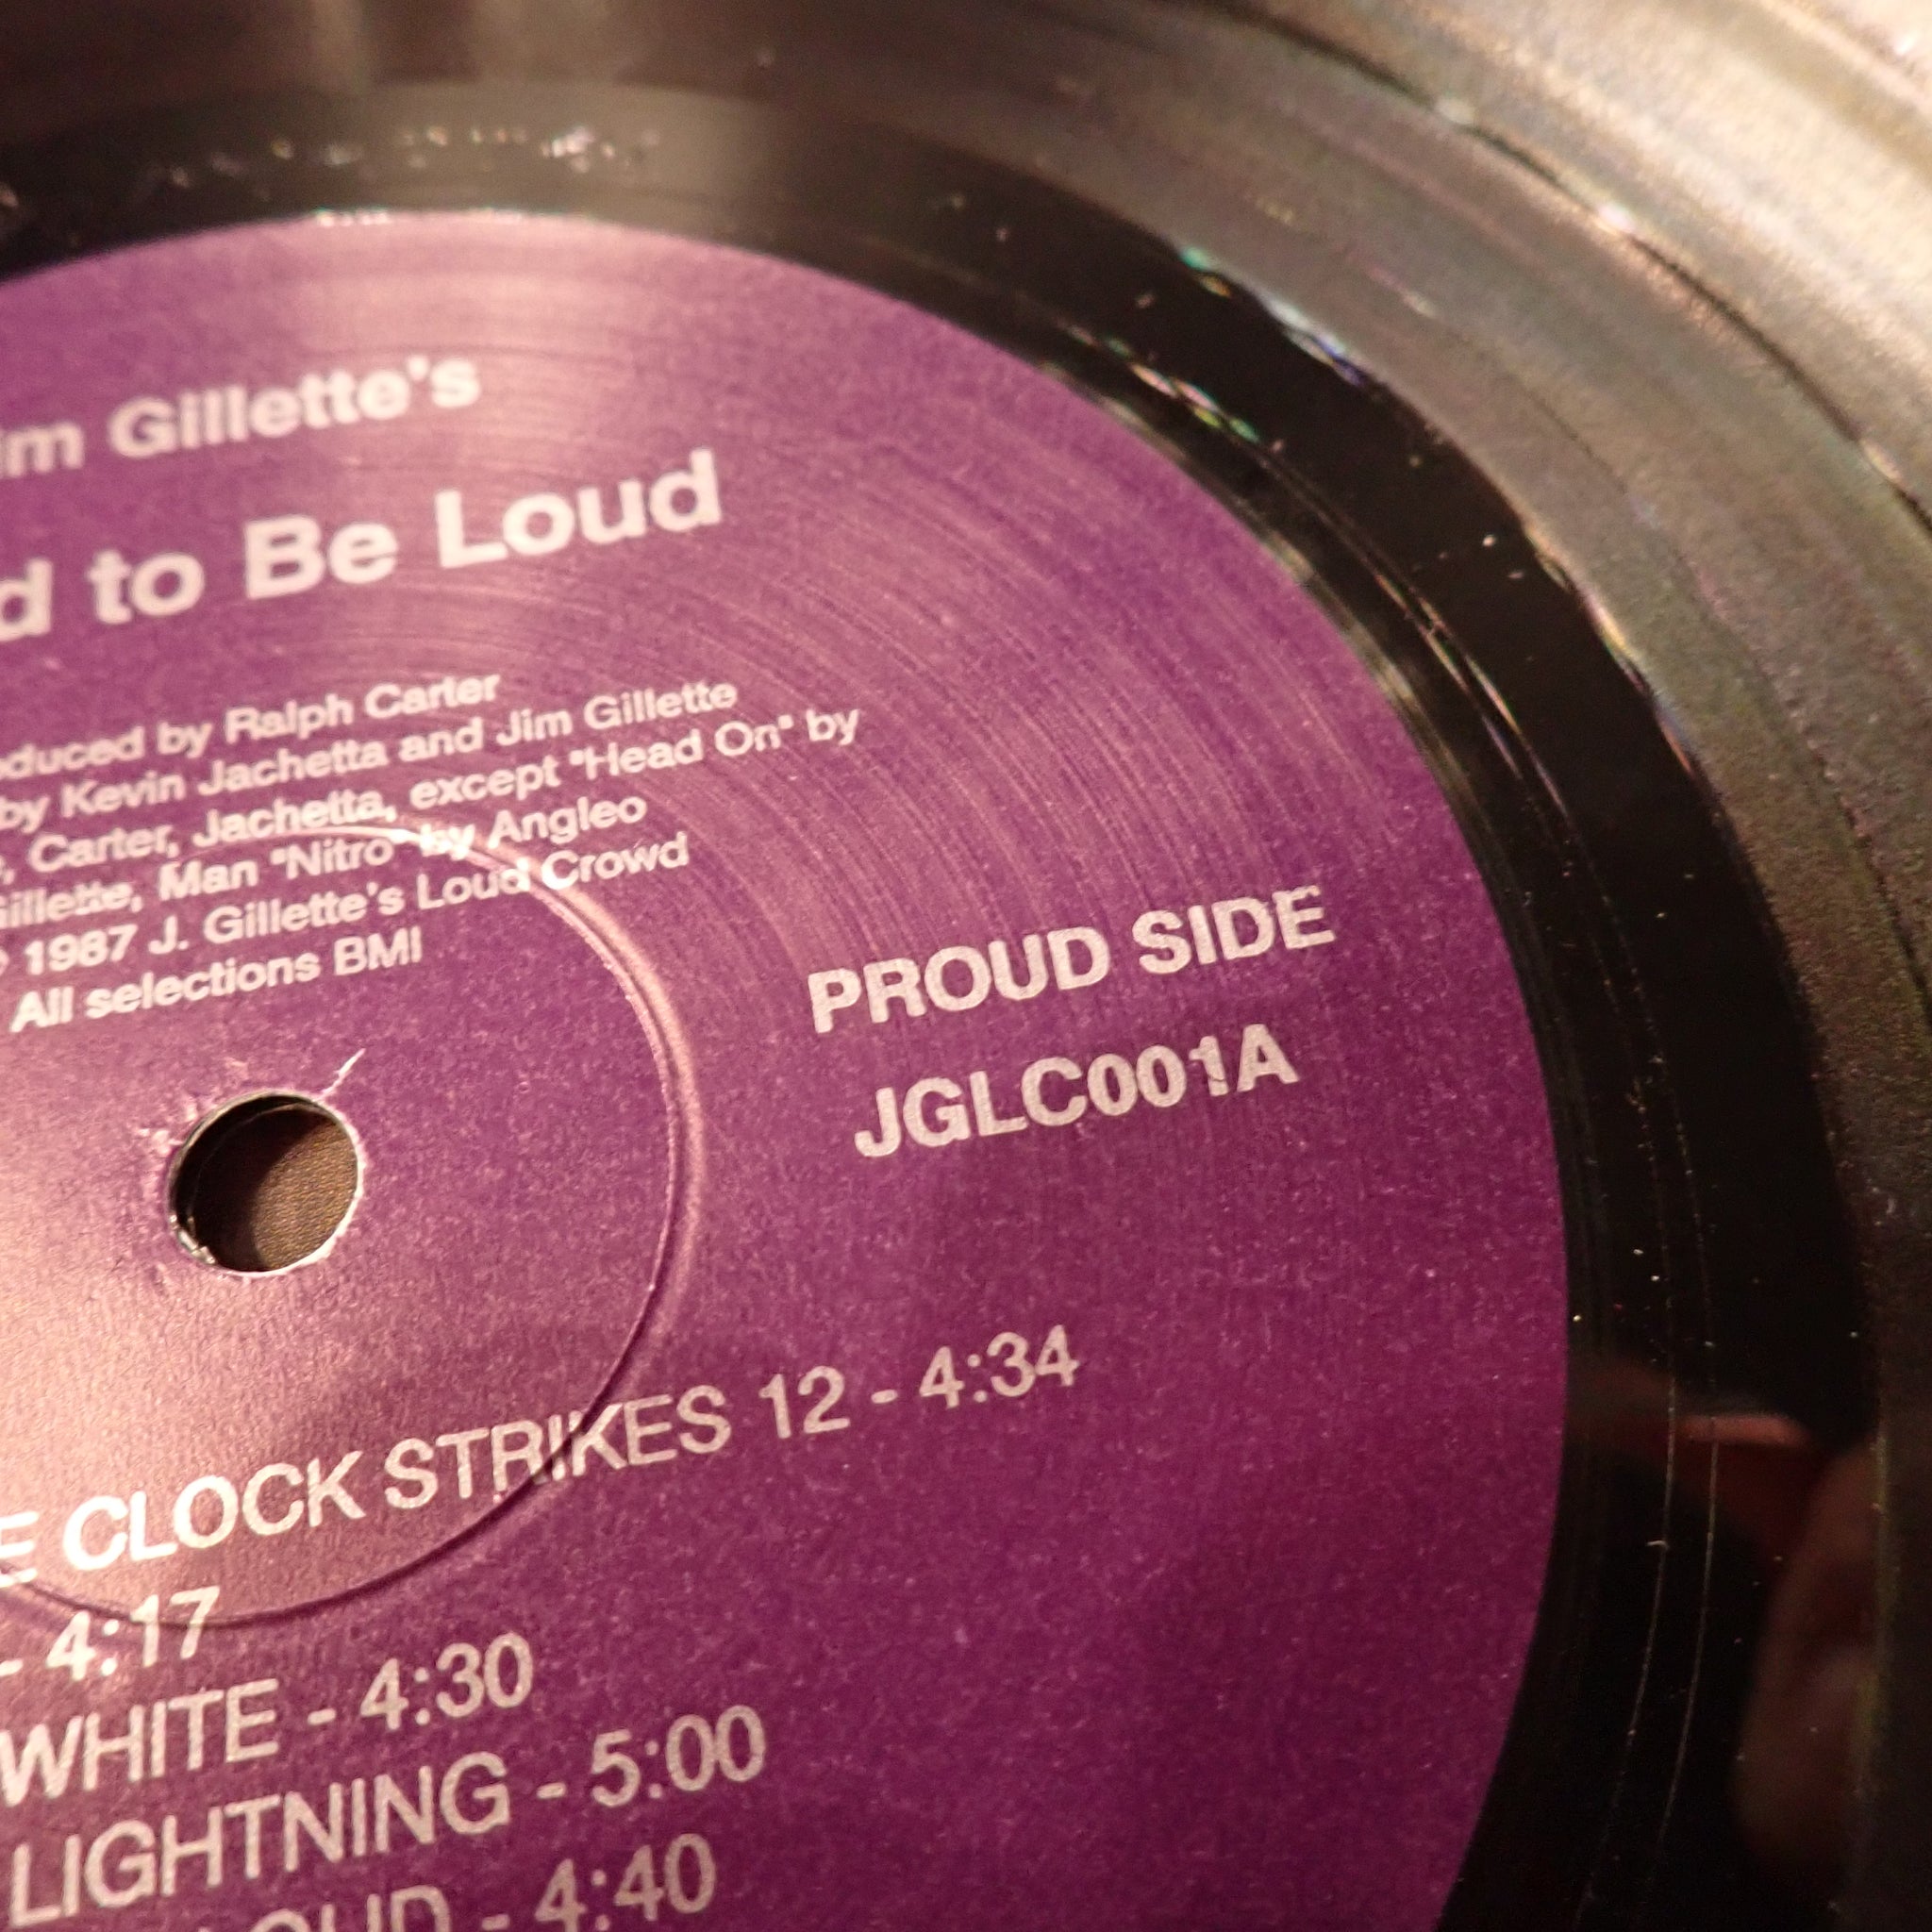 im Gillette's
d to Be Loud
oduced by Ralph Carter
by Kevin Jachetta and Jim Gillette
, Carter, Jachetta, except "Head On" by
illette, Man "Nitro" by Angleo
1987 J. Gillette's Loud Crowd
All selections BMI
PROUD SIDE
JGLC001A
E CLOCK STRIKES 12 - 4:34
- 4:17
WHITE - 4:30
LIGHTNING - 5:00
LOUD - 4:40